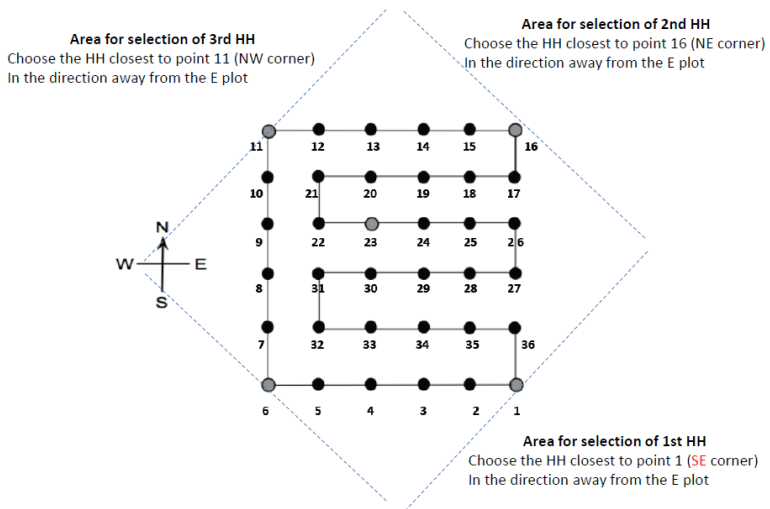 Area for selection of 3rd HH
Choose the HH closest to point 11 (NW corner)
In the direction away from the E plot
Area for selection of 2nd HH
Choose the HH closest to point 16 (NE corner)
In the direction away from the E plot
11 12 13 14 15 16
10 21 20 19 18 17
N
9 22 23 24 25 26
W E
8 31 30 29 28 27
S
7 32 33 34 35 36
6 5 4 3 2 1
Area for selection of 1st HH
Choose the HH closest to point 1 (SE corner)
In the direction away from the E plot